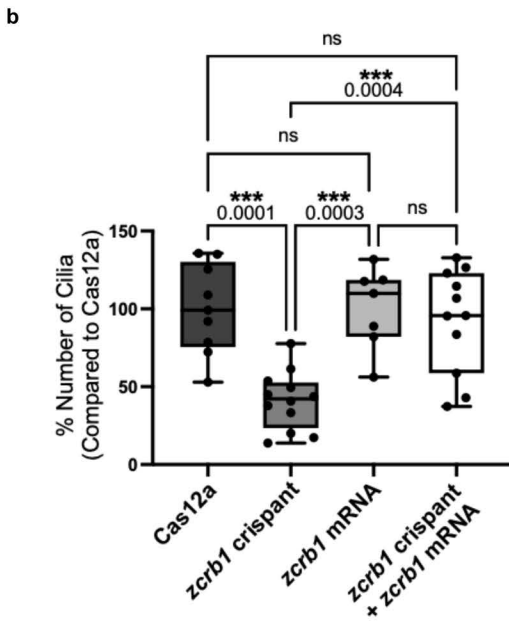 b
ns
***
0.0004
ns
***
0.0001
***
0.0003
ns
150
100
50
0
% Number of Cilia
(Compared to Cas12a)
Cas12a
zcrb1 crispant
zcrb1 mRNA
zcrb1 crispant
+ zcrb1 mRNA